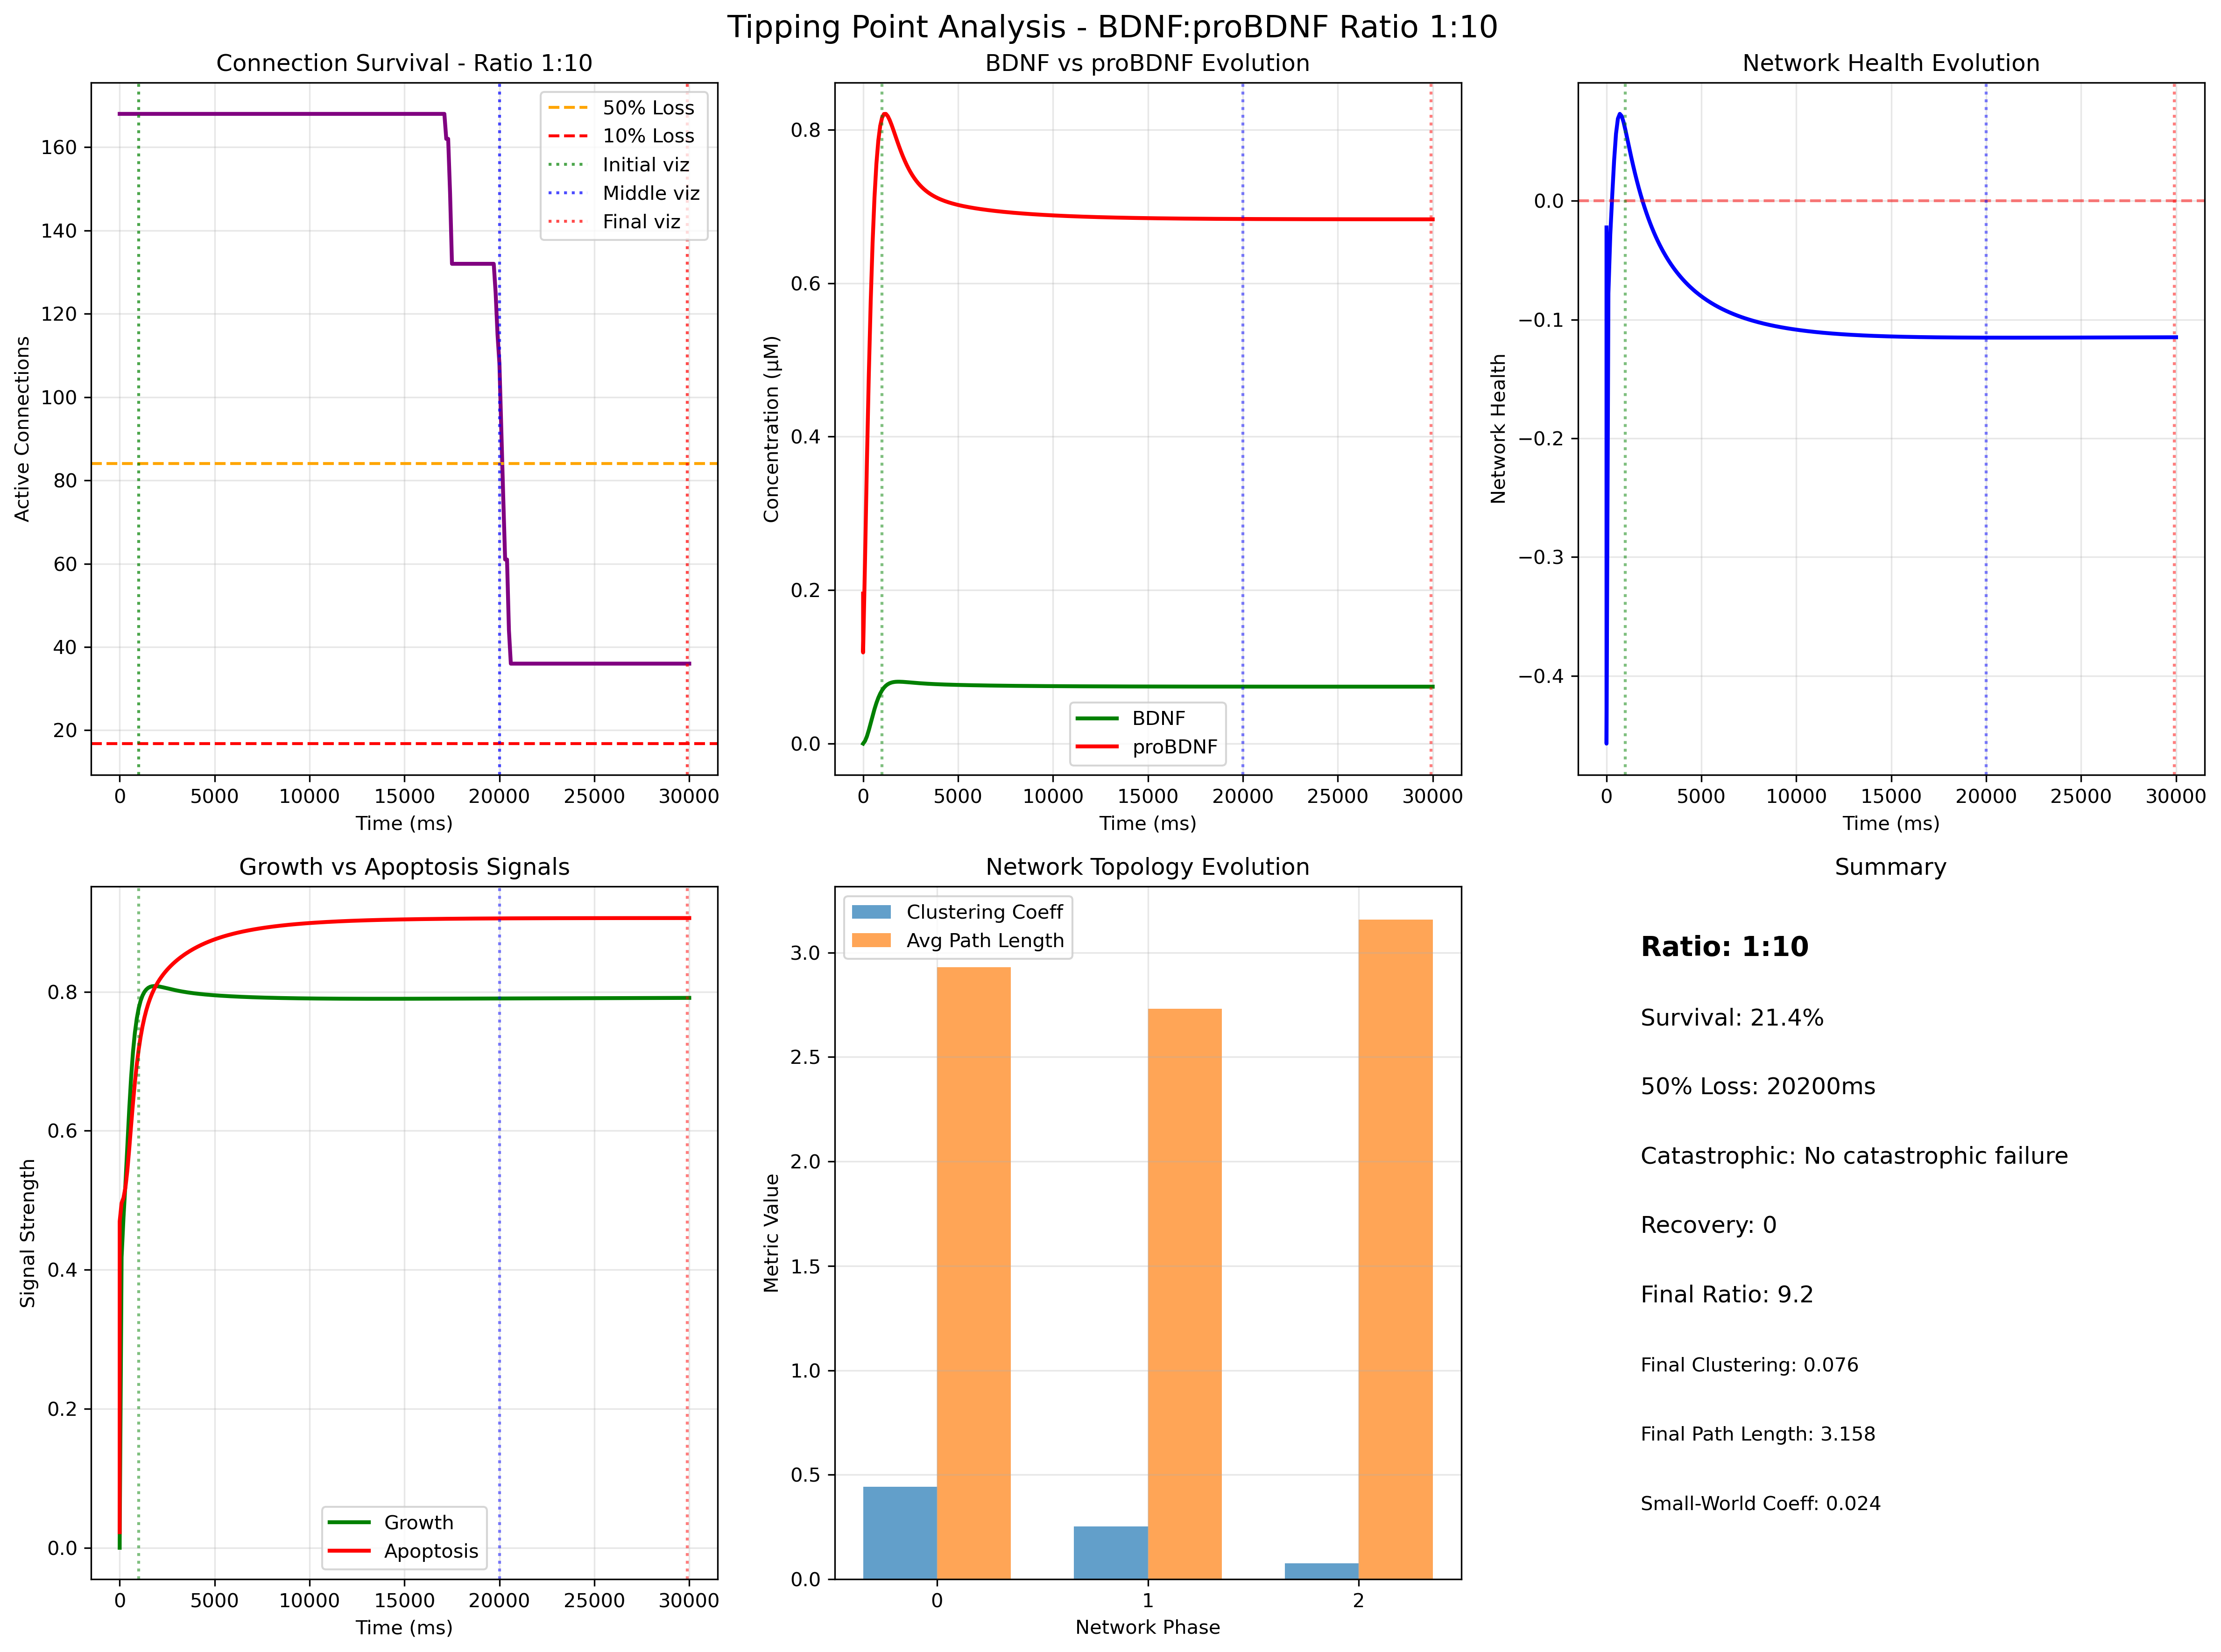 Tipping Point Analysis - BDNF:proBDNF Ratio 1:10
Connection Survival - Ratio 1:10
Active Connections
160
140
120
100
80
60
40
20
50% Loss
10% Loss
Initial viz
Middle viz
Final viz
0 5000 10000 15000 20000 25000 30000
Time (ms)
BDNF vs proBDNF Evolution
Concentration (μM)
0.8
0.6
0.4
0.2
0.0
BDNF
proBDNF
0 5000 10000 15000 20000 25000 30000
Time (ms)
Network Health Evolution
Network Health
0.0
−0.1
−0.2
−0.3
−0.4
0 5000 10000 15000 20000 25000 30000
Time (ms)
Growth vs Apoptosis Signals
Signal Strength
0.8
0.6
0.4
0.2
0.0
Growth
Apoptosis
0 5000 10000 15000 20000 25000 30000
Time (ms)
Network Topology Evolution
Metric Value
Clustering Coeff
Avg Path Length
3.0
2.5
2.0
1.5
1.0
0.5
0.0
0 1 2
Network Phase
Summary
Ratio: 1:10
Survival: 21.4%
50% Loss: 20200ms
Catastrophic: No catastrophic failure
Recovery: 0
Final Ratio: 9.2
Final Clustering: 0.076
Final Path Length: 3.158
Small-World Coeff: 0.024